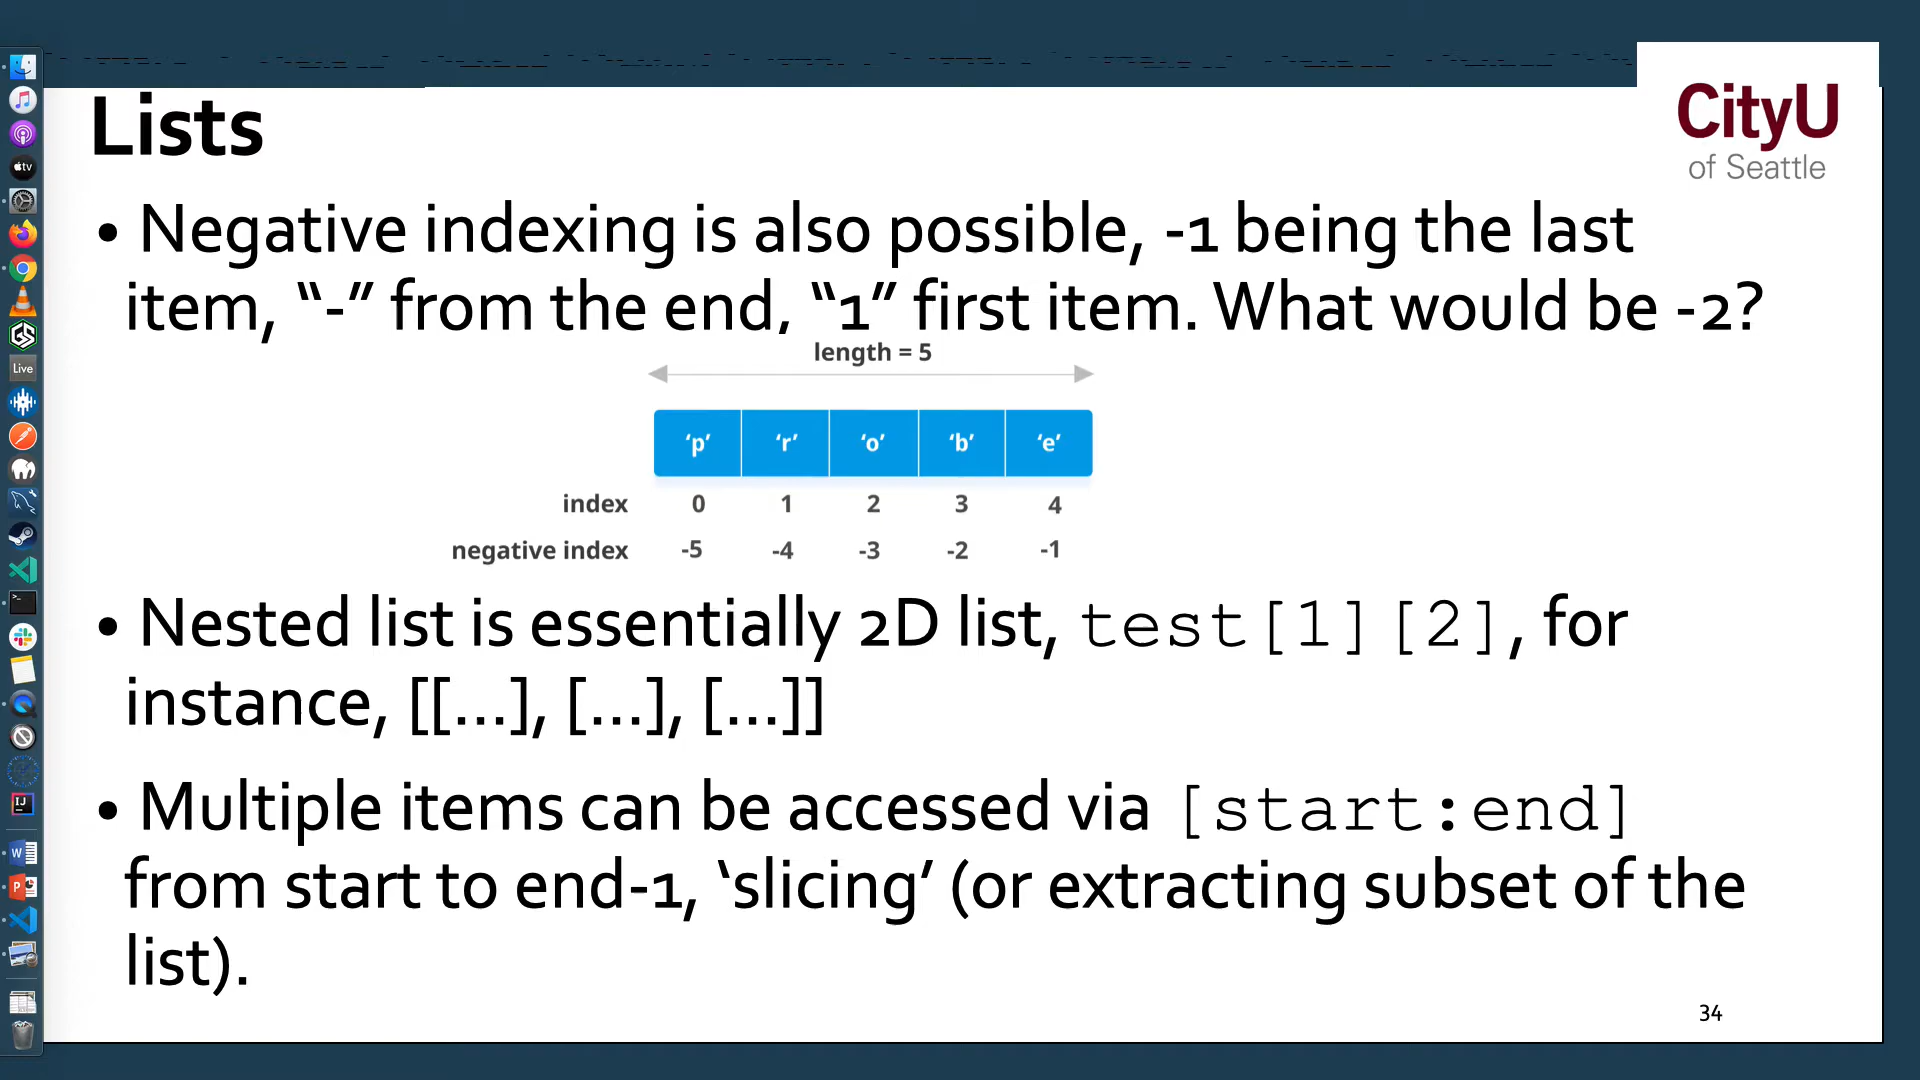 CityU
of Seattle
Lists
• Negative indexing is also possible, -1 being the last
item, “-” from the end, “1” first item. What would be -2?
length = 5
‘p’ ‘r’ ‘o’ ‘b’ ‘e’
index 0 1 2 3 4
negative index -5 -4 -3 -2 -1
• Nested list is essentially 2D list, test[1][2], for
instance, [[...], [...], [...]]
• Multiple items can be accessed via [start:end]
from start to end-1, ‘slicing’ (or extracting subset of the
list).
34
tv
Live
IJ
W
P